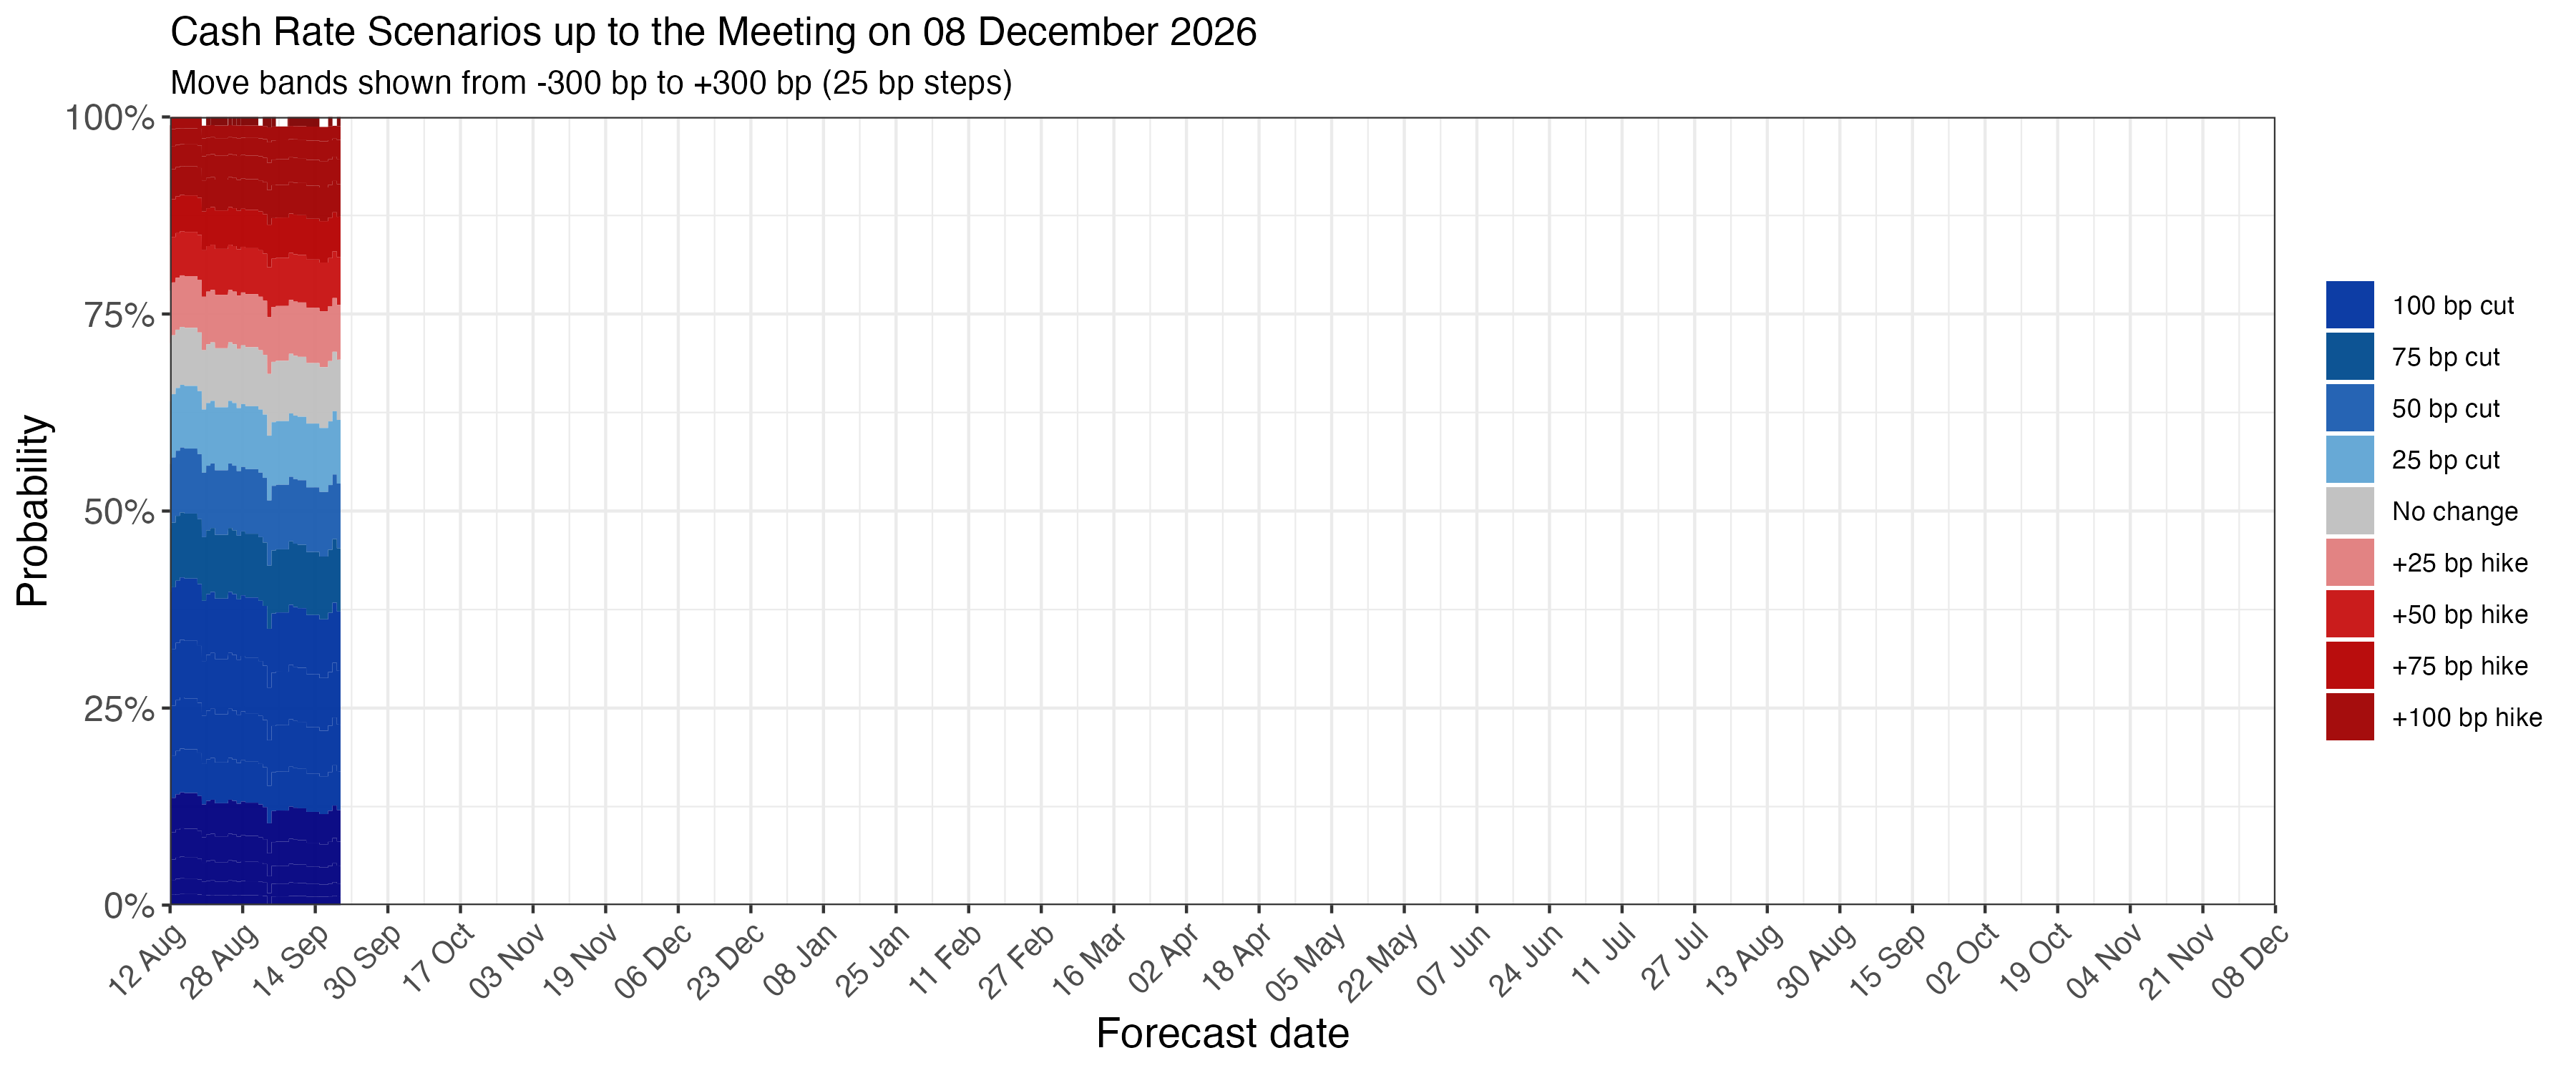 Cash Rate Scenarios up to the Meeting on 08 December 2026
Move bands shown from -300 bp to +300 bp (25 bp steps)
Probability
100%
75%
50%
25%
0%
12 Aug
28 Aug
14 Sep
30 Sep
17 Oct
03 Nov
19 Nov
06 Dec
23 Dec
08 Jan
25 Jan
11 Feb
27 Feb
16 Mar
02 Apr
18 Apr
05 May
22 May
07 Jun
24 Jun
11 Jul
27 Jul
13 Aug
30 Aug
15 Sep
02 Oct
19 Oct
04 Nov
21 Nov
08 Dec
Forecast date
100 bp cut
75 bp cut
50 bp cut
25 bp cut
No change
+25 bp hike
+50 bp hike
+75 bp hike
+100 bp hike